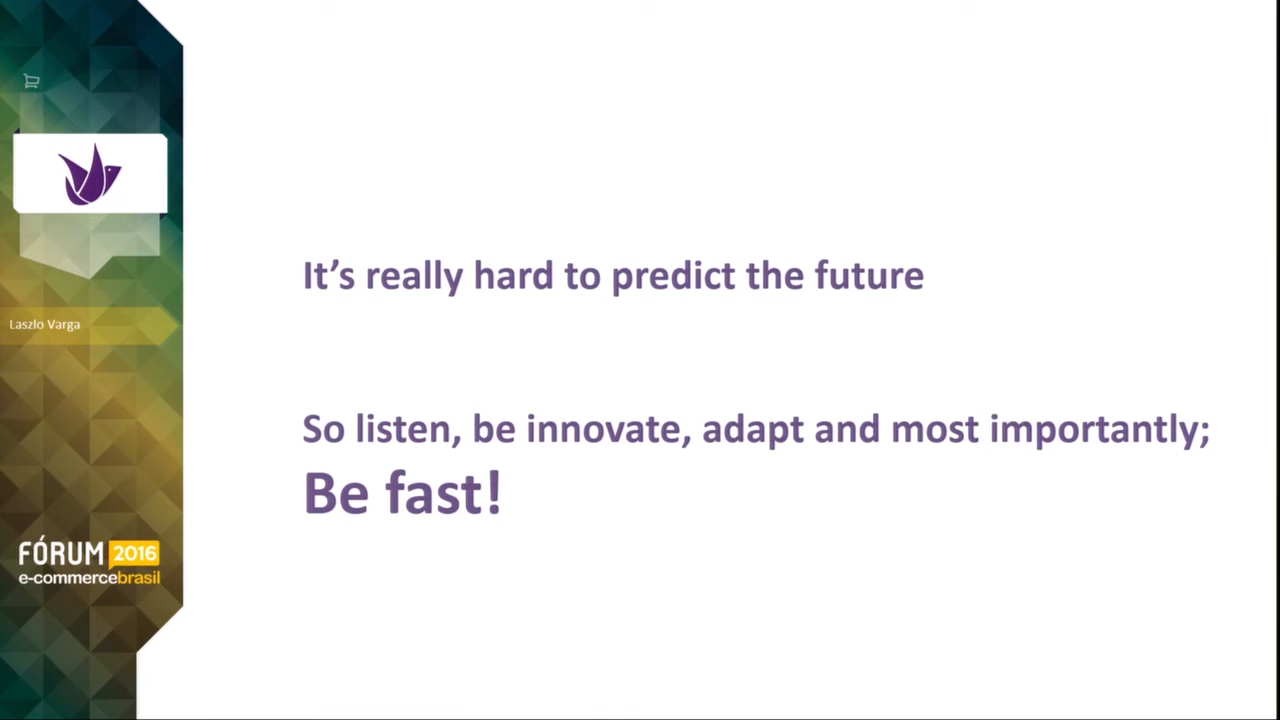 Laszlo Varga
FÓRUM 2016
e-commercebrasil
It's really hard to predict the future
So listen, be innovate, adapt and most importantly;
Be fast!